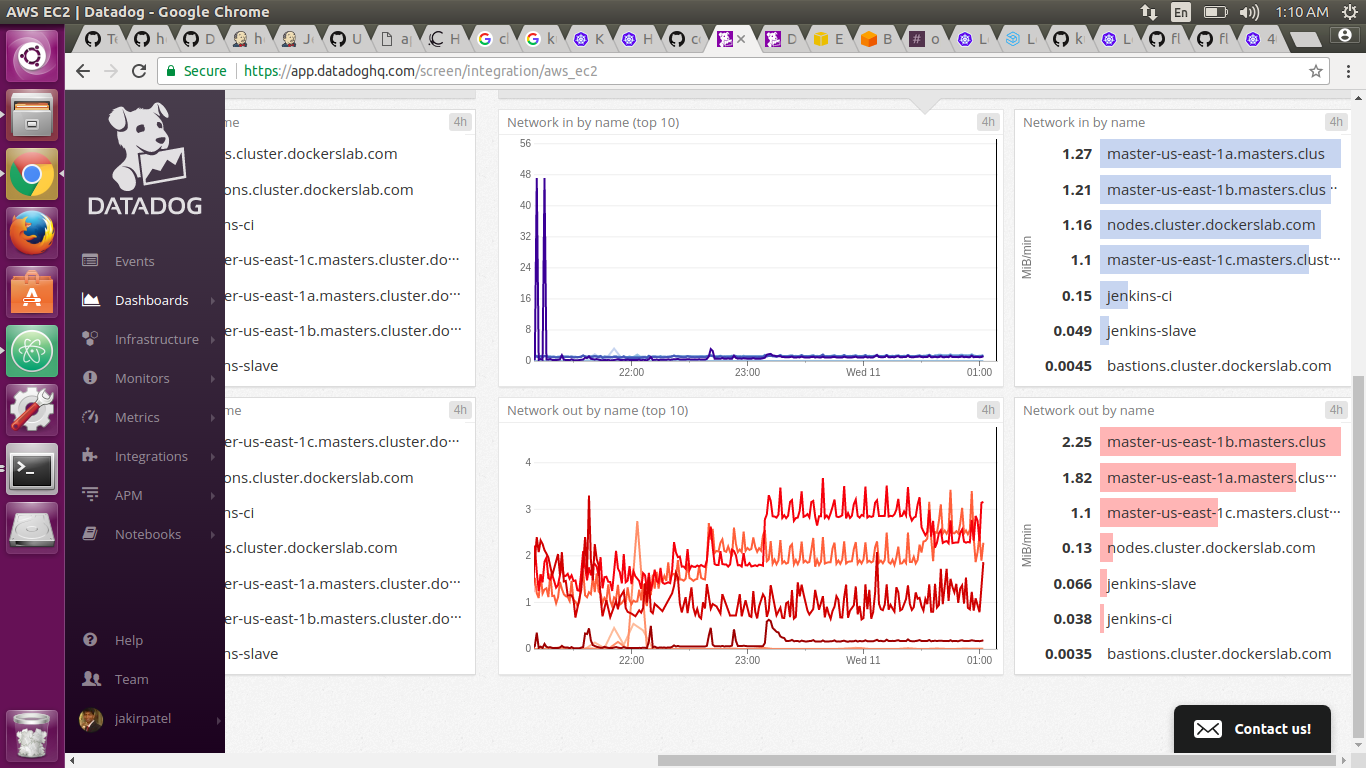 AWS EC2 | Datadog - Google Chrome
En
1:10 AM
Secure
https://app.datadoghq.com/screen/integration/aws_ec2
DATADOG
Events
Dashboards
Infrastructure
Monitors
Metrics
Integrations
APM
Notebooks
Help
Team
jakirpatel
me
4h
s.cluster.dockerslab.com
ons.cluster.dockerslab.com
ns-ci
er-us-east-1c.masters.cluster.do···
er-us-east-1a.masters.cluster.do···
er-us-east-1b.masters.cluster.do···
ns-slave
Network in by name (top 10)
4h
56
48
40
32
24
16
8
0
22:00
23:00
Wed 11
01:00
Network in by name
4h
MiB/min
1.27 master-us-east-1a.masters.clus
1.21 master-us-east-1b.masters.clus···
1.16 nodes.cluster.dockerslab.com
1.1 master-us-east-1c.masters.clust···
0.15 jenkins-ci
0.049 jenkins-slave
0.0045 bastions.cluster.dockerslab.com
me
4h
er-us-east-1c.masters.cluster.do···
ons.cluster.dockerslab.com
ns-ci
s.cluster.dockerslab.com
er-us-east-1a.masters.cluster.do···
er-us-east-1b.masters.cluster.do···
ns-slave
Network out by name (top 10)
4h
4
3
2
1
0
22:00
23:00
Wed 11
01:00
Network out by name
4h
MiB/min
2.25 master-us-east-1b.masters.clus
1.82 master-us-east-1a.masters.clus···
1.1 master-us-east-1c.masters.clust···
0.13 nodes.cluster.dockerslab.com
0.066 jenkins-slave
0.038 jenkins-ci
0.0035 bastions.cluster.dockerslab.com
Contact us!